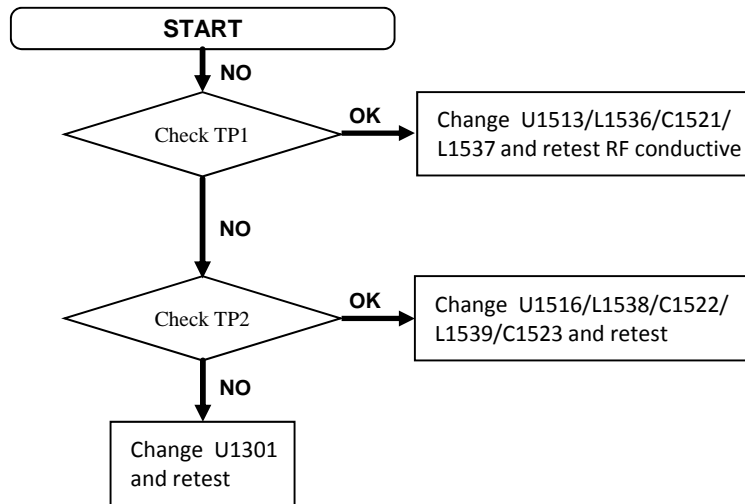 START
NO
Check TP1
OK
Change U1513/L1536/C1521/
L1537 and retest RF conductive
NO
Check TP2
OK
Change U1516/L1538/C1522/
L1539/C1523 and retest
NO
Change U1301
and retest